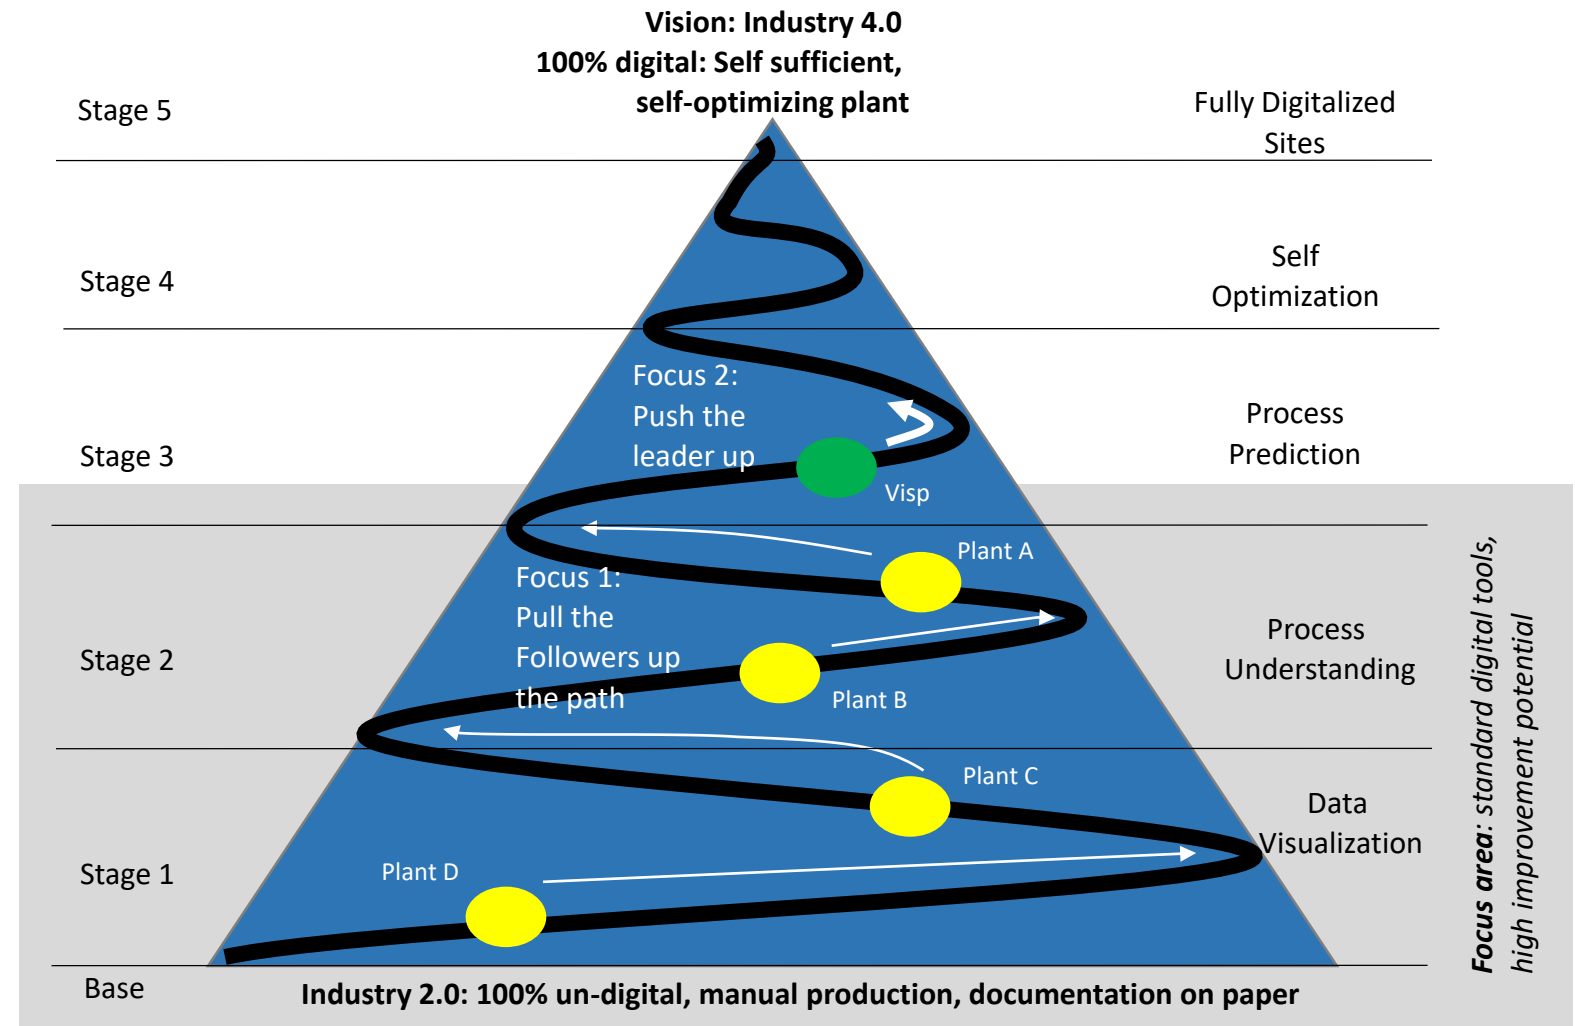 Vision: Industry 4.0
100% digital: Self sufficient,
self-optimizing plant
Stage 5
Fully Digitalized
Sites
Stage 4
Self
Optimization
Focus 2:
Push the
leader up
Stage 3
Process
Prediction
Visp
Plant A
Focus 1:
Pull the
Followers up
the path
Stage 2
Process
Understanding
Plant B
Plant C
Data
Visualization
Plant D
Stage 1
Focus area: standard digital tools,
high improvement potential
Base
Industry 2.0: 100% un-digital, manual production, documentation on paper